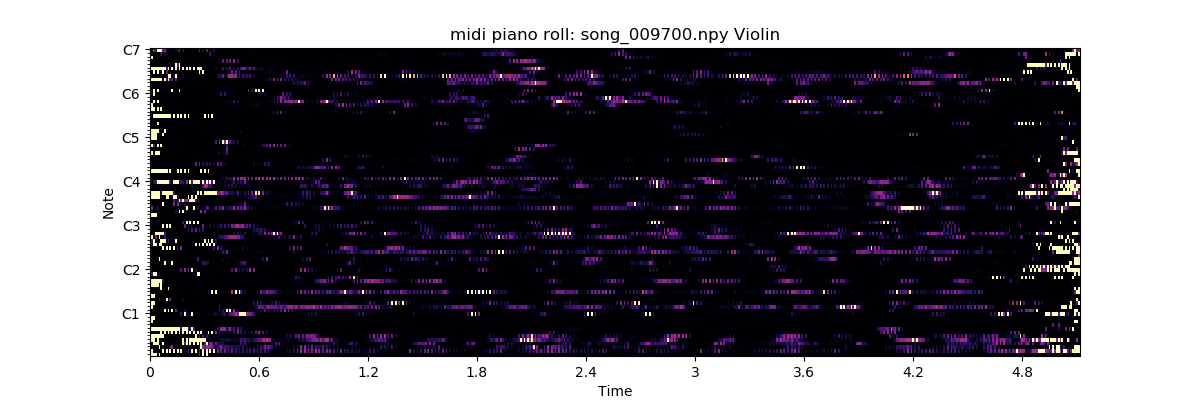 midi piano roll: song_009700.npy Violin
C7
C6
C5
C4
C3
C2
C1
Note
0 0.6 1.2 1.8 2.4 3 3.6 4.2 4.8
Time